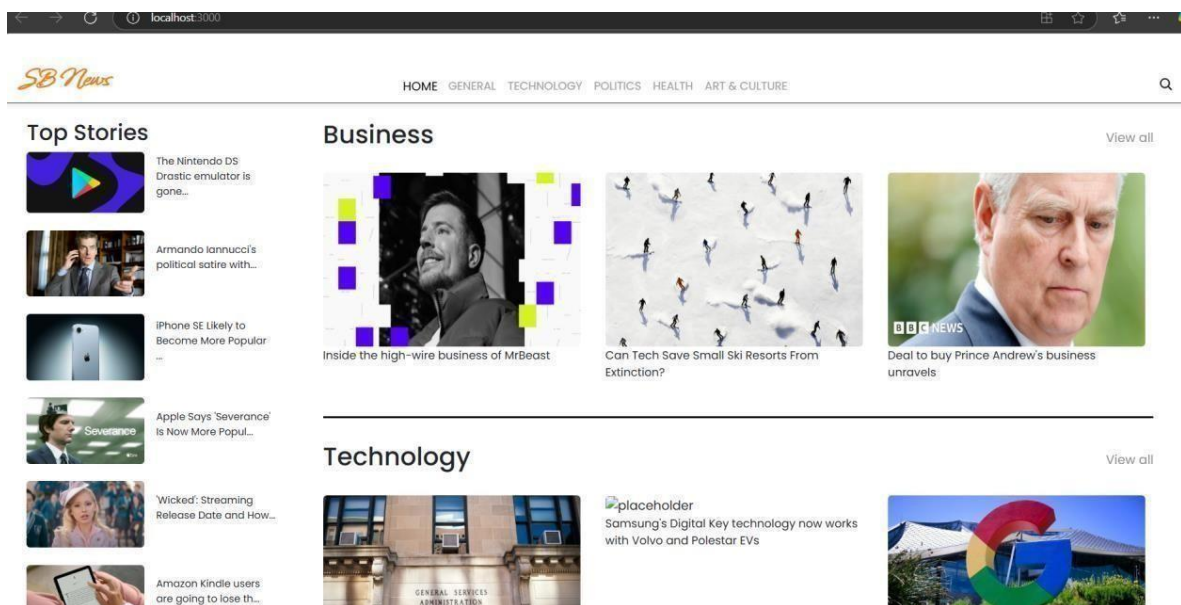 localhost:3000
SB News
HOME GENERAL TECHNOLOGY POLITICS HEALTH ART & CULTURE
Top Stories
The Nintendo DS
Drastic emulator is
gone...
Armando Iannucci's
political satire with...
iPhone SE Likely to
Become More Popular
...
Severance
Apple Says 'Severance'
Is Now More Popul...
'Wicked': Streaming
Release Date and How...
Amazon Kindle users
are going to lose th...
Business
View all
Inside the high-wire business of MrBeast
Can Tech Save Small Ski Resorts From
Extinction?
BBC NEWS
Deal to buy Prince Andrew's business
unravels
Technology
View all
GENERAL SERVICES
ADMINISTRATION
placeholder
Samsung's Digital Key technology now works
with Volvo and Polestar EVs